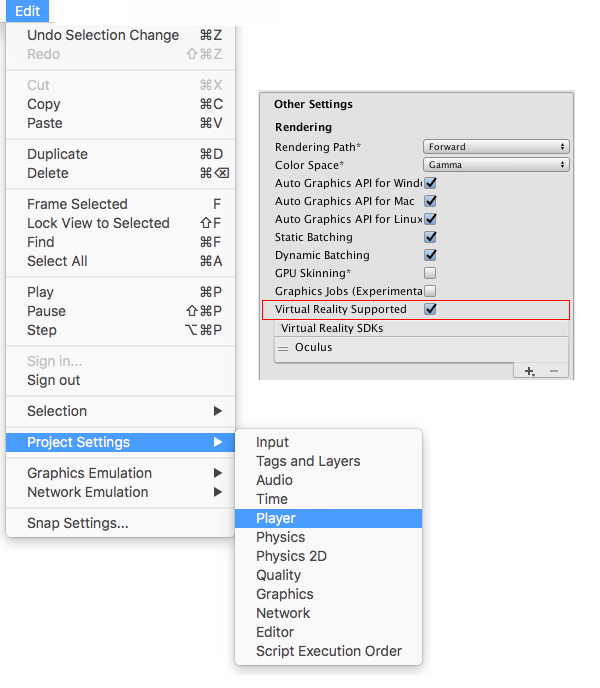 Edit
Undo Selection Change ⌘Z
Redo ⇧⌘Z
Cut ⌘X
Copy ⌘C
Paste ⌘V
Duplicate ⌘D
Delete ⌘⌫
Frame Selected F
Lock View to Selected ⇧F
Find ⌘F
Select All ⌘A
Play ⌘P
Pause ⇧⌘P
Step ⌥⌘P
Sign in...
Sign out
Selection ▶
Project Settings ▶
Graphics Emulation ▶
Network Emulation ▶
Snap Settings...
Input
Tags and Layers
Audio
Time
Player
Physics
Physics 2D
Quality
Graphics
Network
Editor
Script Execution Order
Other Settings
Rendering
Rendering Path* Forward
Color Space* Gamma
Auto Graphics API for Wind
Auto Graphics API for Mac
Auto Graphics API for Linux
Static Batching
Dynamic Batching
GPU Skinning*
Graphics Jobs (Experimenta
Virtual Reality Supported
Virtual Reality SDKs
Oculus
+ −